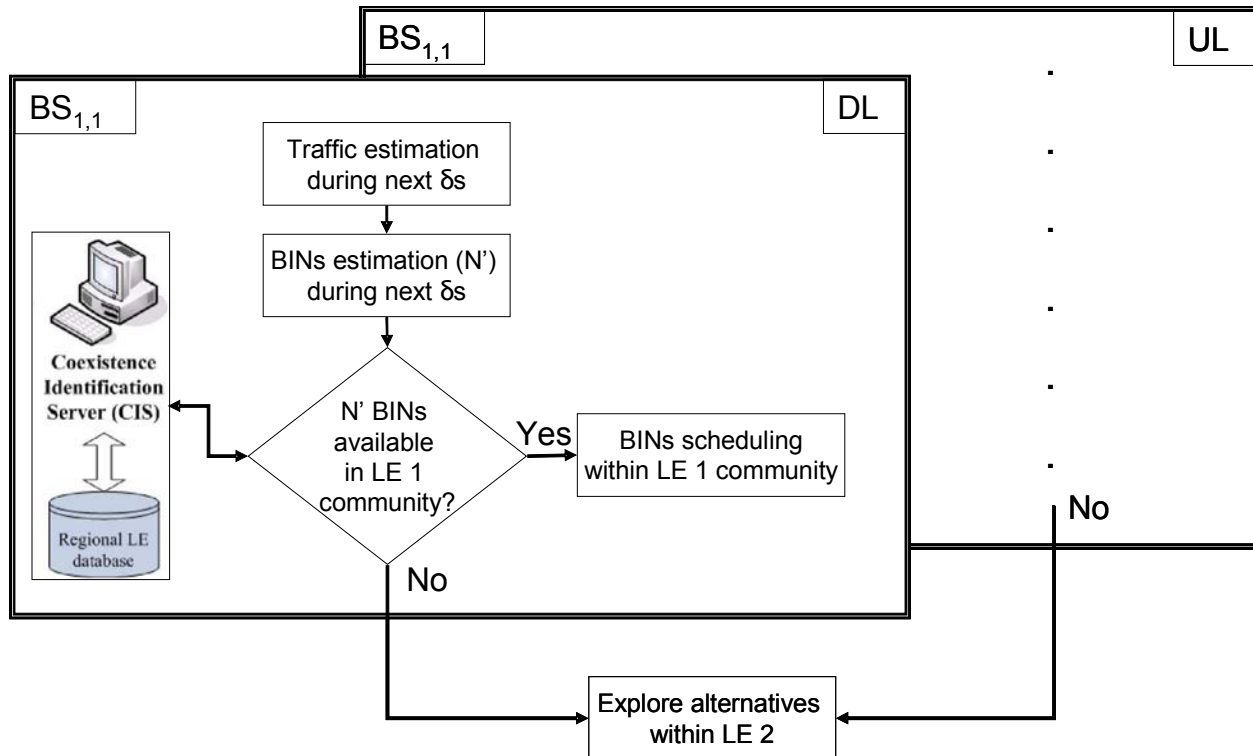 BS1,1
UL
BS1,1
DL
Traffic estimation
during next δs
BINs estimation (N’)
during next δs
Coexistence
Identification
Server (CIS)
Regional LE
database
N’ BINs
available
in LE 1
community?
Yes
BINs scheduling
within LE 1 community
No
No
Explore alternatives
within LE 2